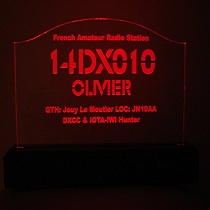 French Amateur Radio Station
14DX010
OLIVIER
QTH: Jouy Le Moutier LOC: JN19AA
DXCC & IOTA-IWI Hunter